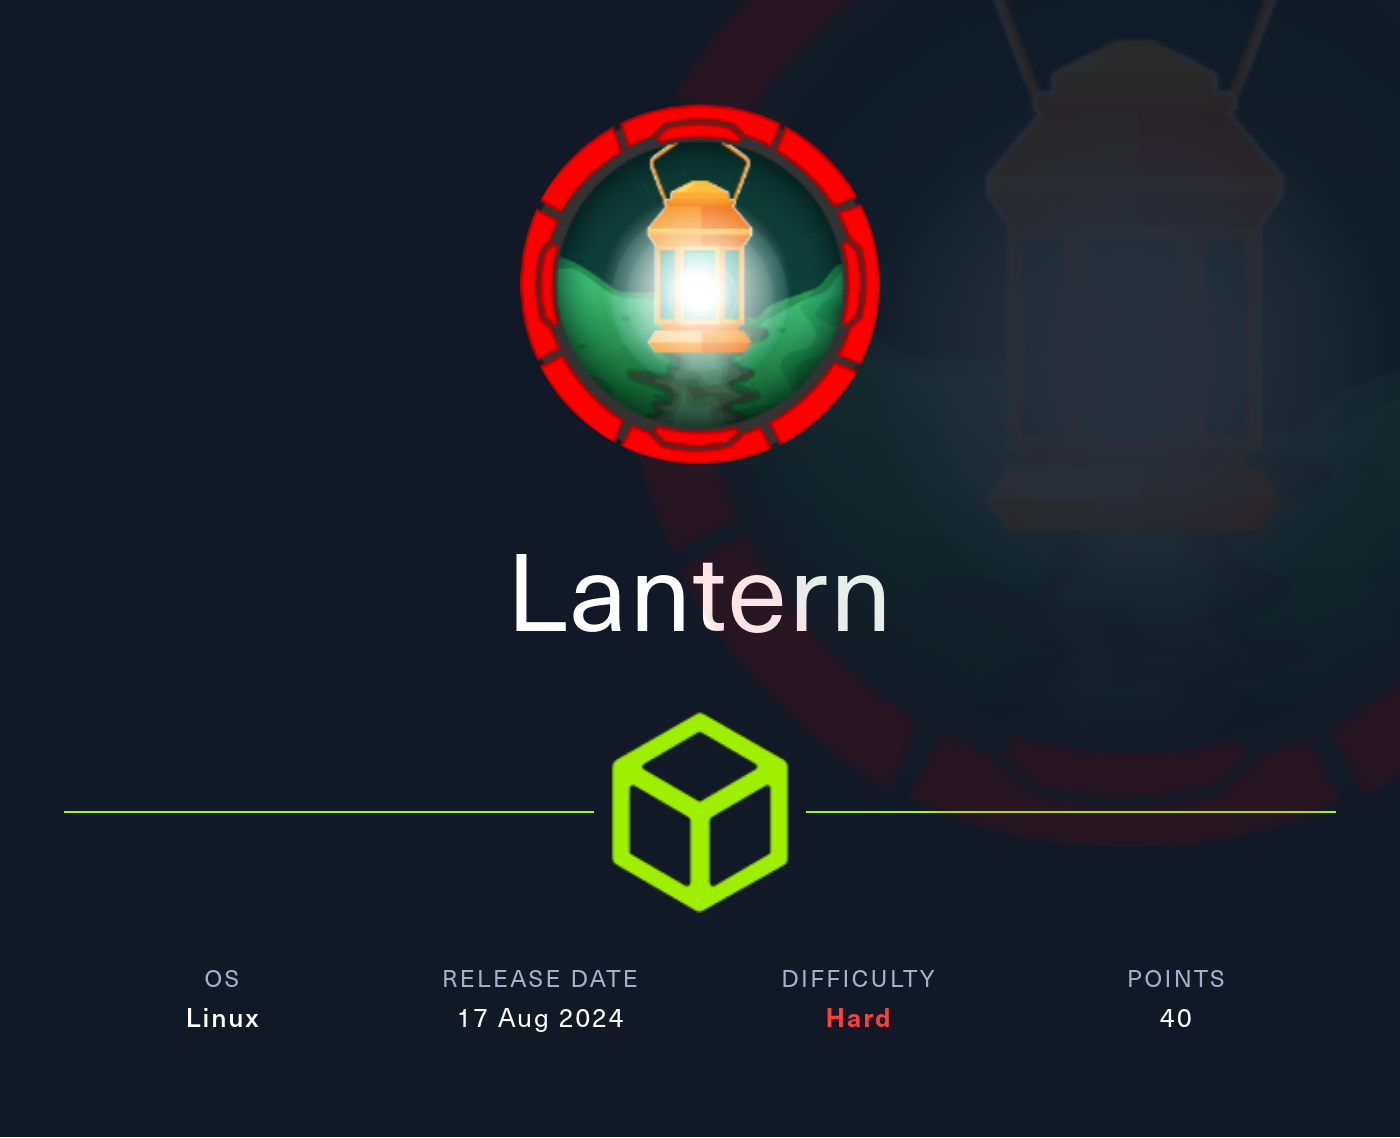 Lantern
OS
Linux
RELEASE DATE
17 Aug 2024
DIFFICULTY
Hard
POINTS
40